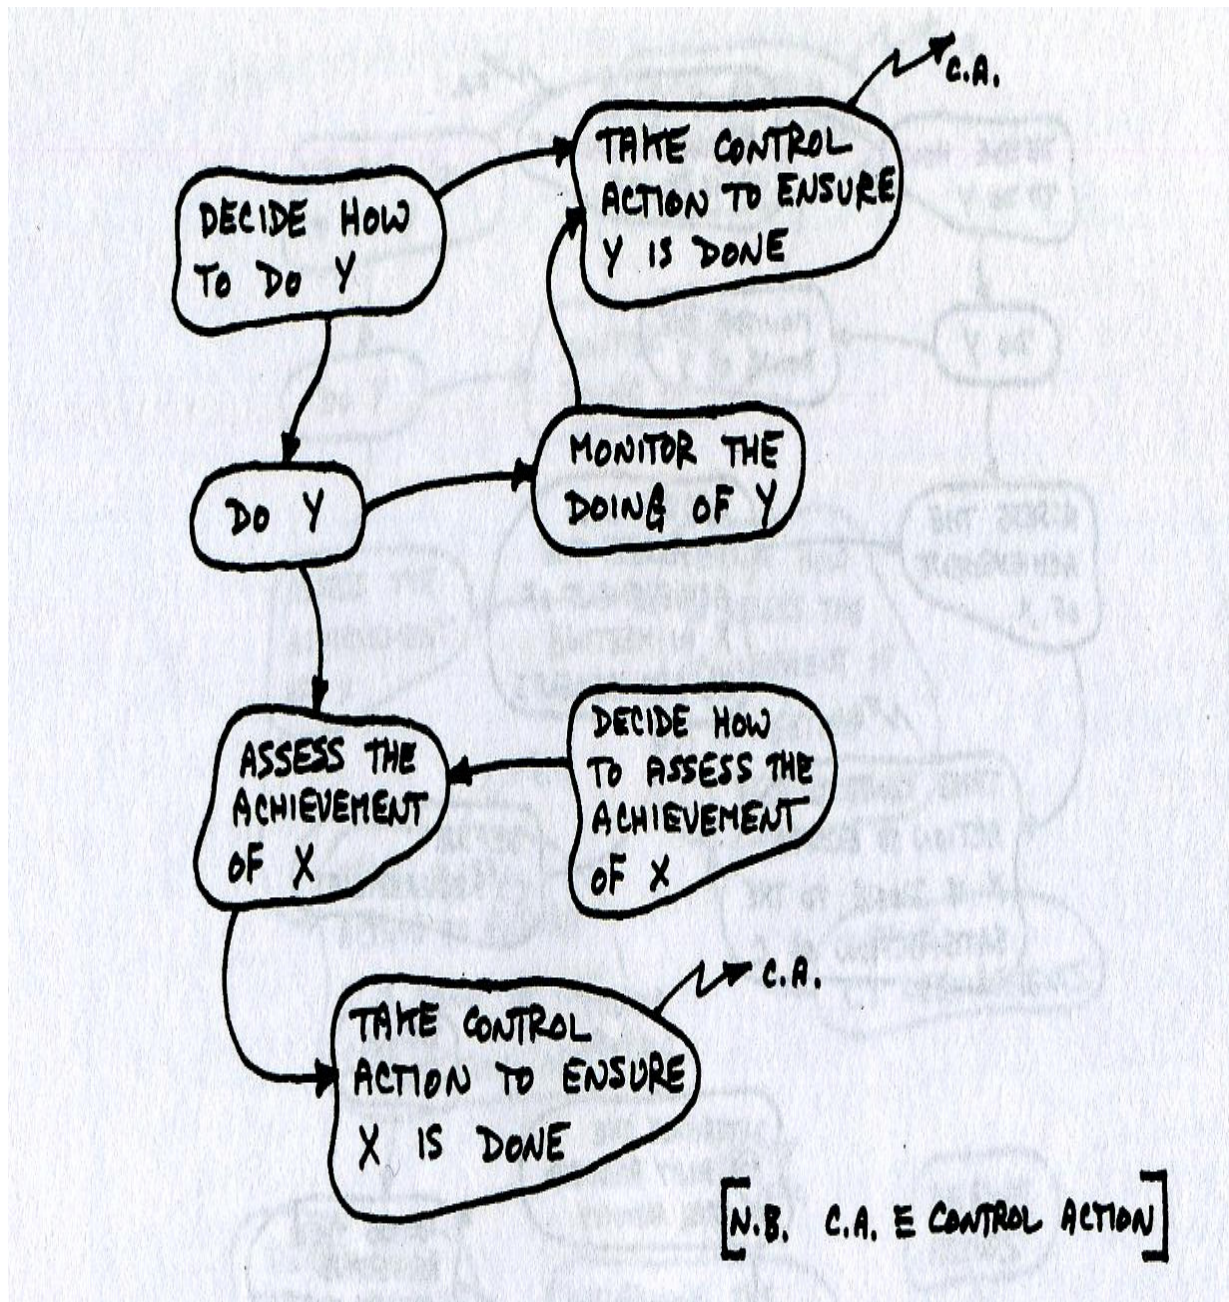 C.A.
TAKE CONTROL
ACTION TO ENSURE
Y IS DONE
DECIDE HOW
TO DO Y
MONITOR THE
DOING OF Y
DO Y
DECIDE HOW
TO ASSESS THE
ACHIEVEMENT
OF X
ASSESS THE
ACHIEVEMENT
OF X
C.A.
TAKE CONTROL
ACTION TO ENSURE
X IS DONE
[N.B. C.A. E CONTROL ACTION]